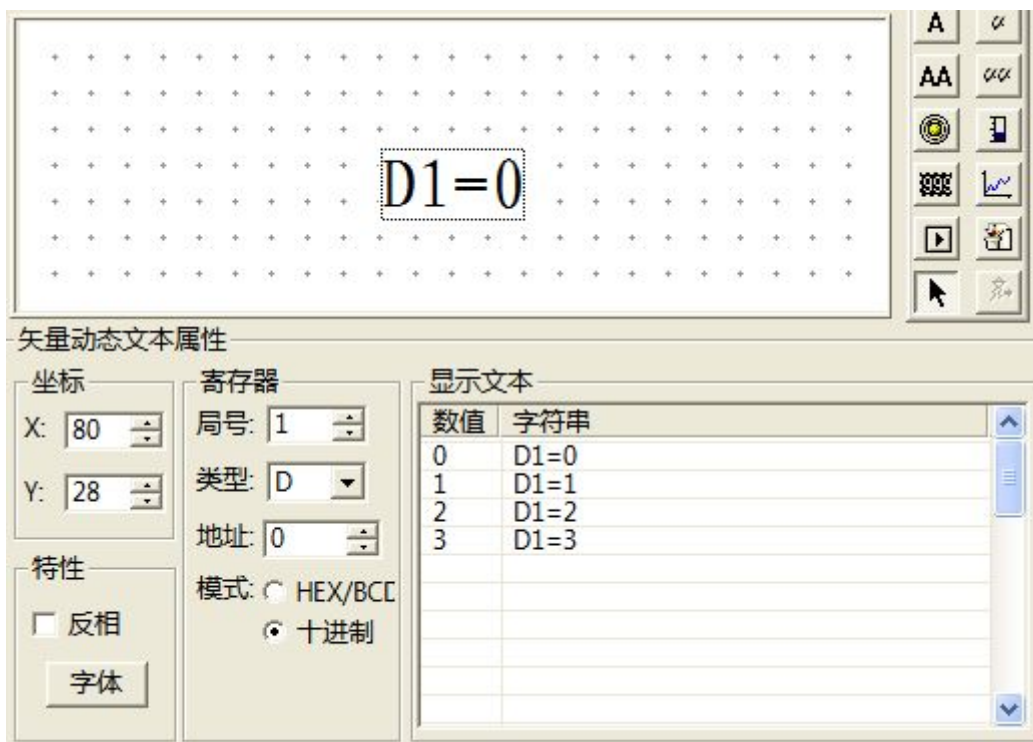 A α
AA αα
D1=0
矢量动态文本属性
坐标
X: 80
Y: 28
特性
反相
字体
寄存器
局号: 1
类型: D
地址: 0
模式: HEX/BCD
十进制
显示文本
数值 字符串
0 D1=0
1 D1=1
2 D1=2
3 D1=3